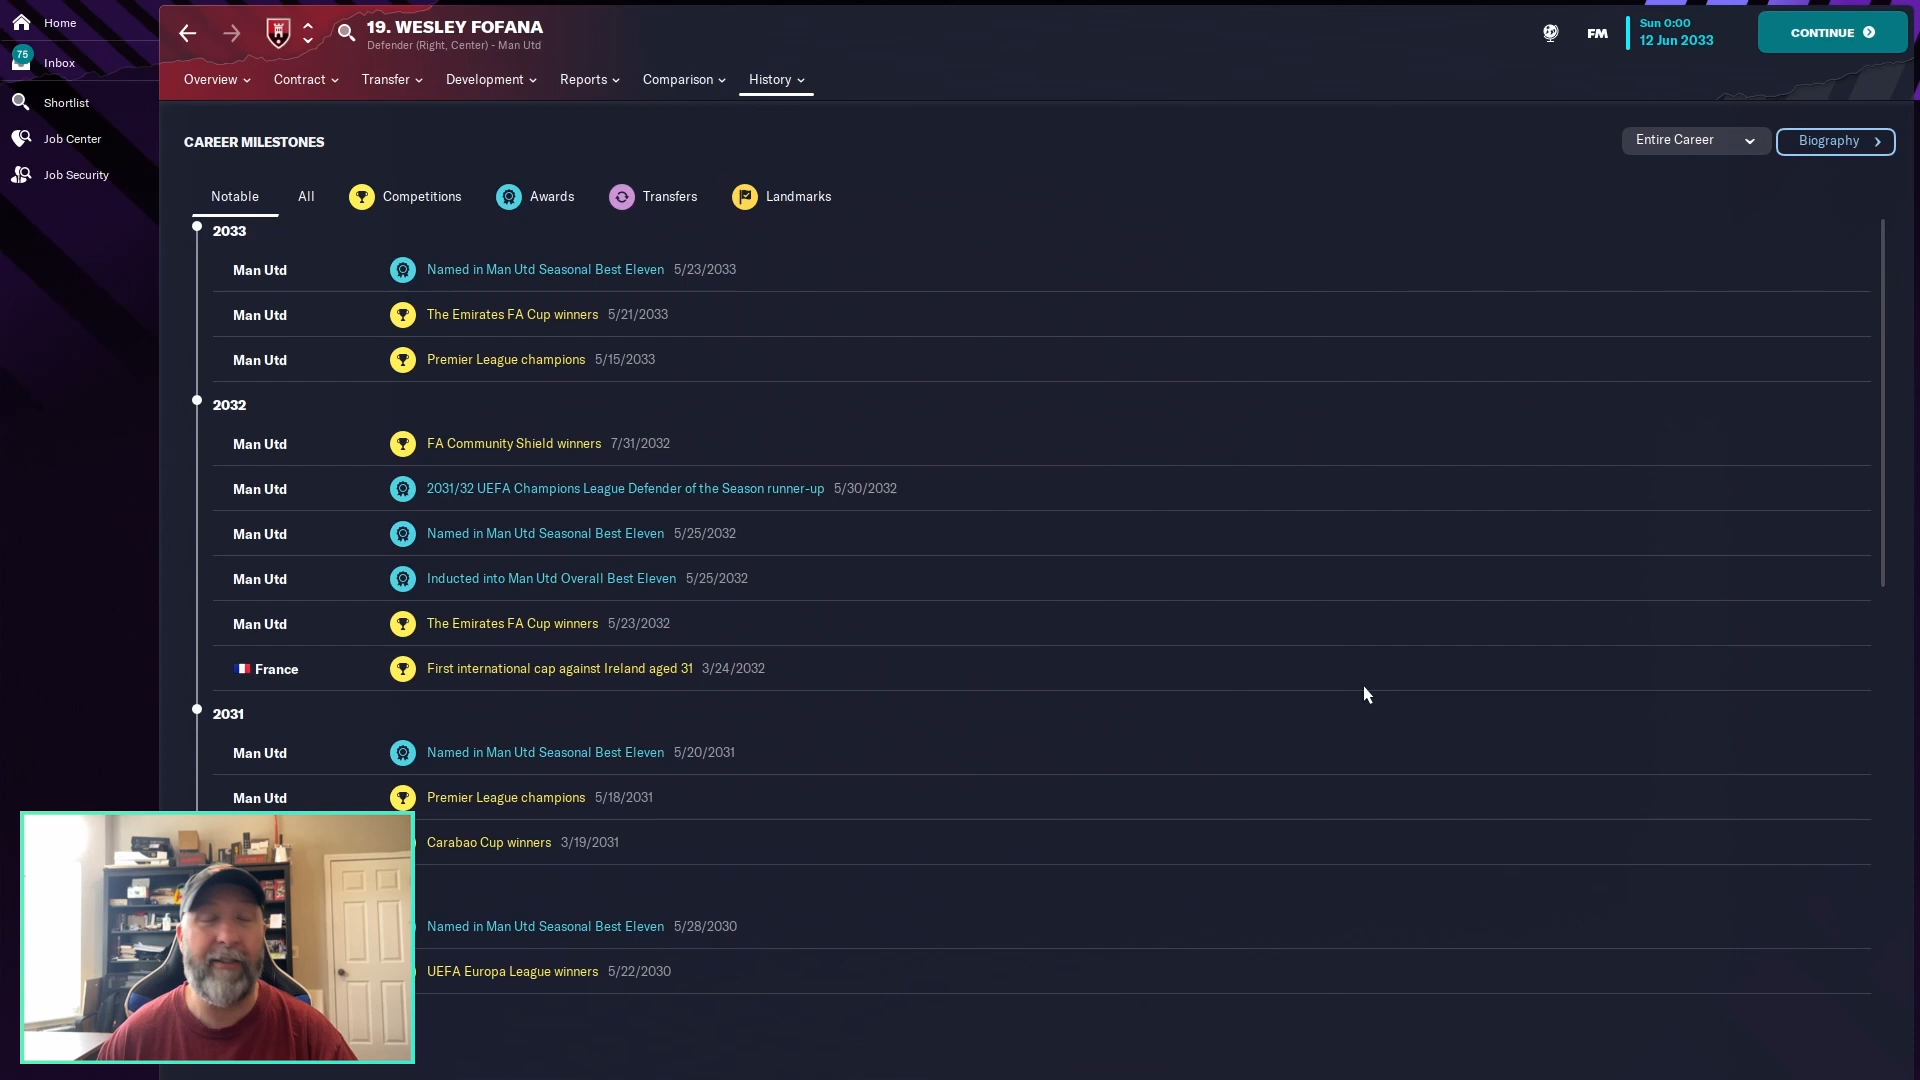 Home
75
Inbox
Shortlist
Job Center
Job Security
19. WESLEY FOFANA
Defender (Right, Center) - Man Utd
FM
Sun 0:00
12 Jun 2033
CONTINUE
Overview
Contract
Transfer
Development
Reports
Comparison
History
CAREER MILESTONES
Entire Career
Biography
Notable
All
Competitions
Awards
Transfers
Landmarks
2033
Man Utd Named in Man Utd Seasonal Best Eleven 5/23/2033
Man Utd The Emirates FA Cup winners 5/21/2033
Man Utd Premier League champions 5/15/2033
2032
Man Utd FA Community Shield winners 7/31/2032
Man Utd 2031/32 UEFA Champions League Defender of the Season runner-up 5/30/2032
Man Utd Named in Man Utd Seasonal Best Eleven 5/25/2032
Man Utd Inducted into Man Utd Overall Best Eleven 5/25/2032
Man Utd The Emirates FA Cup winners 5/23/2032
France First international cap against Ireland aged 31 3/24/2032
2031
Man Utd Named in Man Utd Seasonal Best Eleven 5/20/2031
Man Utd Premier League champions 5/18/2031
Carabao Cup winners 3/19/2031
Named in Man Utd Seasonal Best Eleven 5/28/2030
UEFA Europa League winners 5/22/2030